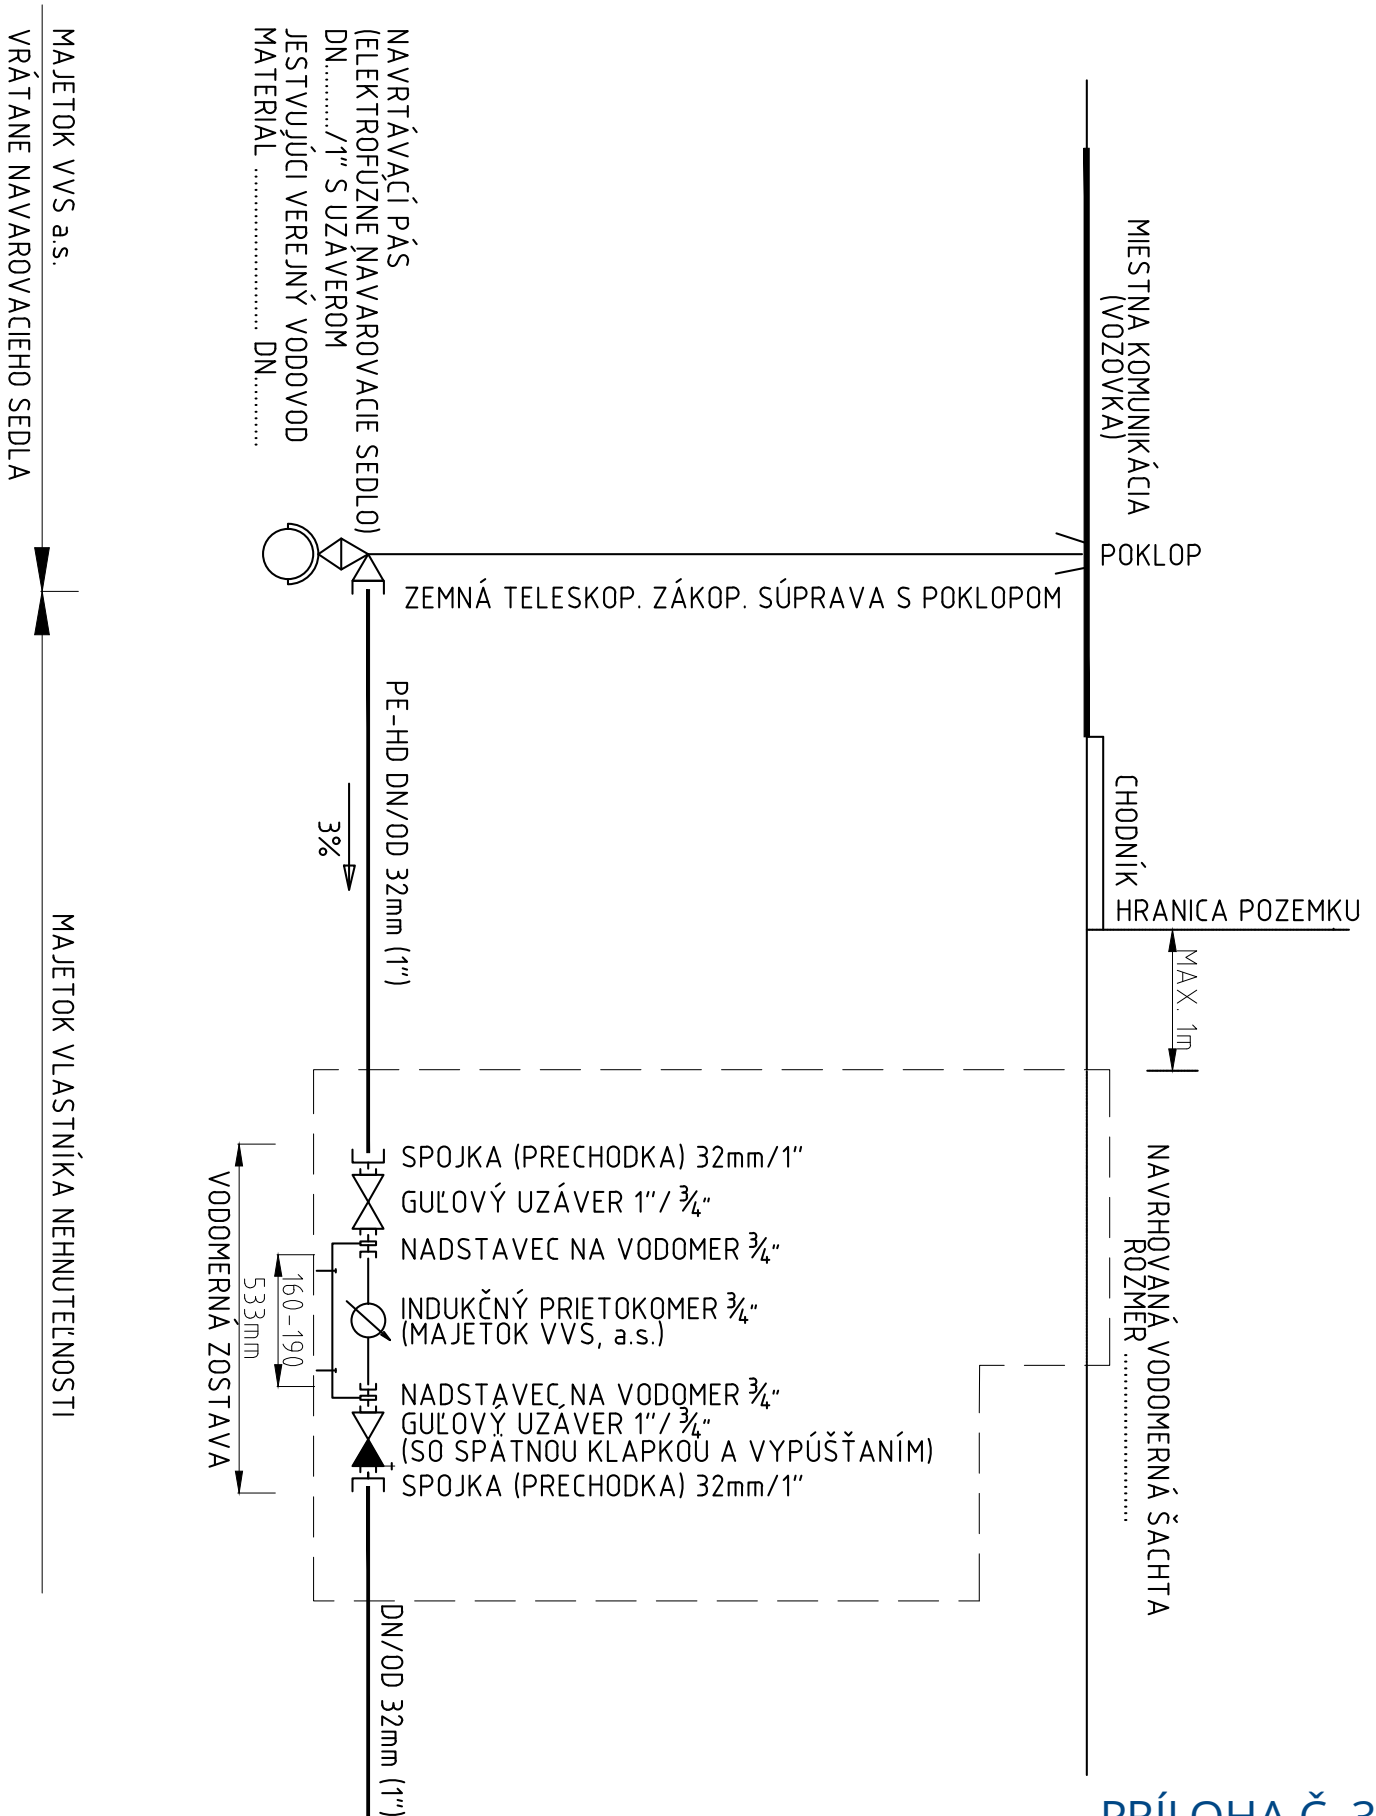 MIESTNA KOMUNIKÁCIA
(VOZOVKA)
POKLOP
CHODNÍK
HRANICA POZEMKU
MAX. 1m
NAVRHOVANÁ VODOMERNÁ ŠACHTA
ROZMER ..............................
NAVRTÁVACÍ PÁS
(ELEKTROFÚZNE NAVAROVACIE SEDLO)
DN........./1" S UZÁVEROM
JESTVUJÚCI VEREJNÝ VODOVOD
MATERIÁL .............................. DN............
ZEMNÁ TELESKOP. ZÁKOP. SÚPRAVA S POKLOPOM
PE-HD DN/OD 32mm (1")
3%
SPOJKA (PRECHODKA) 32mm/1"
GUĽOVÝ UZÁVER 1"/ ¾"
NADSTAVEC NA VODOMER ¾"
INDUKČNÝ PRIETOKOMER ¾"
(MAJETOK VVS, a.s.)
NADSTAVEC NA VODOMER ¾"
GUĽOVÝ UZÁVER 1"/ ¾"
(SO SPÄTNOU KLAPKOU A VYPÚŠŤANÍM)
SPOJKA (PRECHODKA) 32mm/1"
DN/OD 32mm (1")
160-190
533mm
VODOMERNÁ ZOSTAVA
MAJETOK VVS a.s.
VRÁTANE NAVAROVACIEHO SEDLA
MAJETOK VLASTNÍKA NEHNUTEĽNOSTI
PRÍLOHA Č. 3